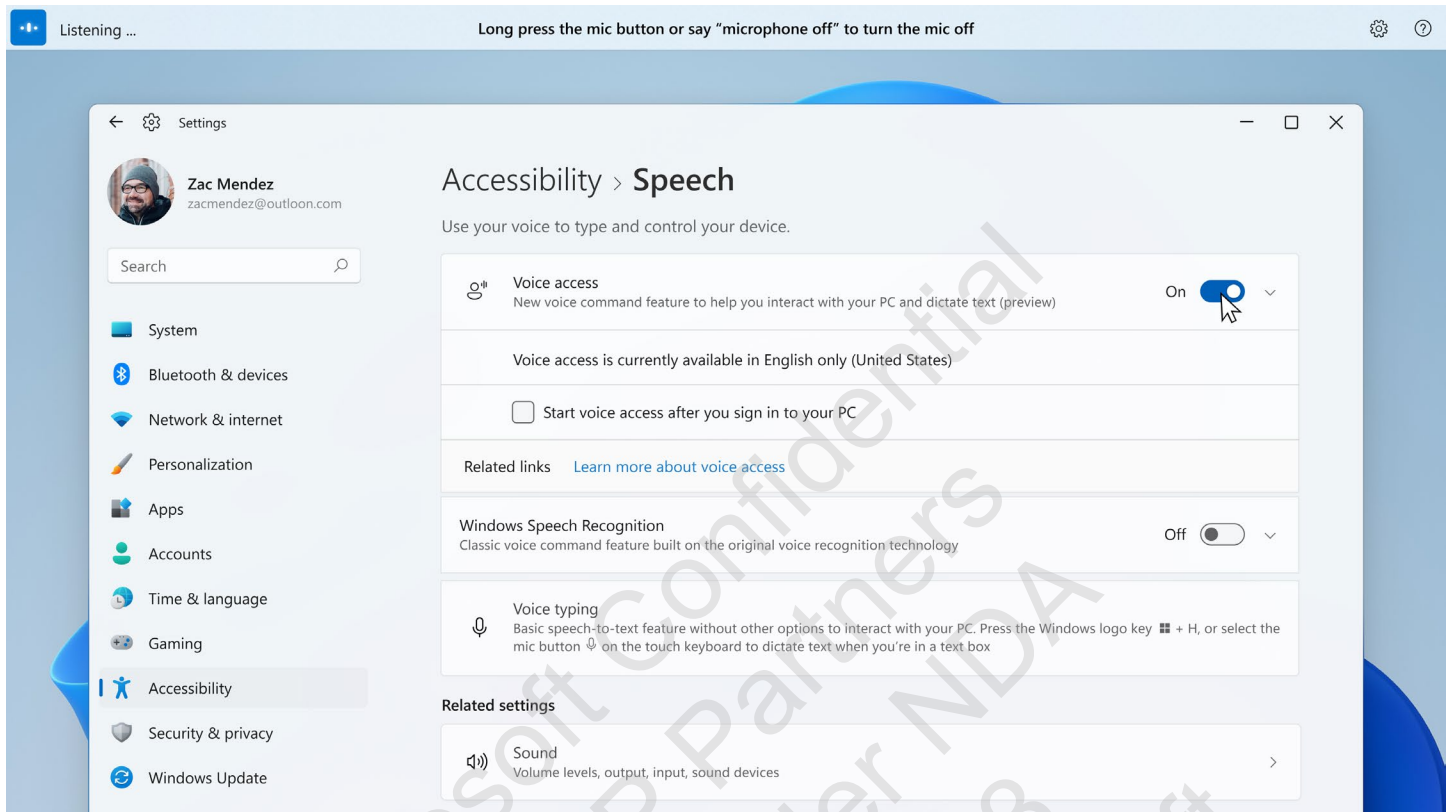 Listening ...
Long press the mic button or say “microphone off” to turn the mic off
Settings
Zac Mendez
zacmendez@outloon.com
Search
System
Bluetooth & devices
Network & internet
Personalization
Apps
Accounts
Time & language
Gaming
Accessibility
Security & privacy
Windows Update
Accessibility > Speech
Use your voice to type and control your device.
Voice access
New voice command feature to help you interact with your PC and dictate text (preview)
On
Voice access is currently available in English only (United States)
Start voice access after you sign in to your PC
Related links Learn more about voice access
Windows Speech Recognition
Classic voice command feature built on the original voice recognition technology
Off
Voice typing
Basic speech-to-text feature without other options to interact with your PC. Press the Windows logo key + H, or select the
mic button on the touch keyboard to dictate text when you're in a text box
Related settings
Sound
Volume levels, output, input, sound devices
Confidential
Partners
NDA